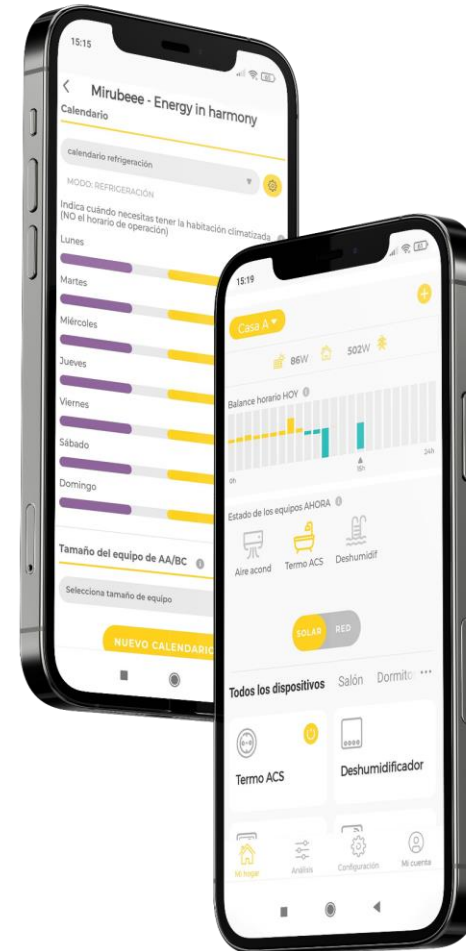 15:15
Mirubeee - Energy in harmony
Calendario
calendario refrigeración
MODO: REFRIGERACIÓN
Indica cuándo necesitas tener la habitación climatizada
(NO el horario de operación)
Lunes
Martes
Miércoles
Jueves
Viernes
Sábado
Domingo
Tamaño del equipo de AA/BC
Selecciona tamaño de equipo
NUEVO CALENDARIO
15:19
Casa A
86W 502W
Balance horario HOY
0h 15h 24h
Estado de los equipos AHORA
Aire acond Termo ACS Deshumidif
SOLAR RED
Todos los dispositivos Salón Dormito
Termo ACS Deshumidificador
Mi hogar Análisis Configuración Mi cuenta